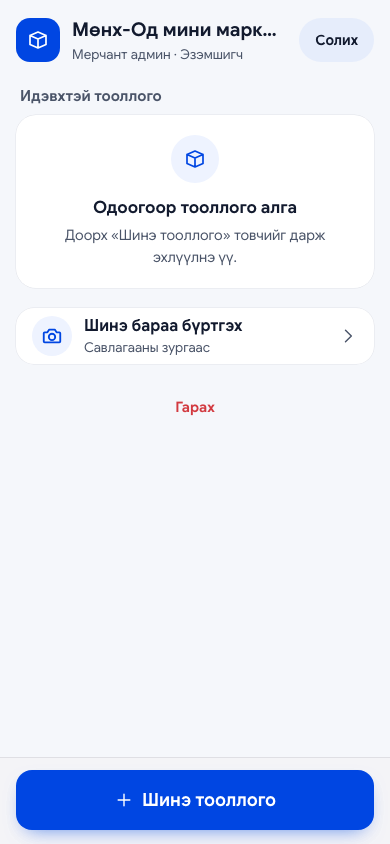 Мөнх-Од мини марк...
Мерчант админ · Эзэмшигч
Солих
Идэвхтэй тооллого
Одоогоор тооллого алга
Доорх «Шинэ тооллого» товчийг дарж
эхлүүлнэ үү.
Шинэ бараа бүртгэх
Савлагааны зургаас
Гарах
Шинэ тооллого